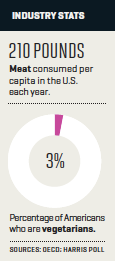 INDUSTRY STATS
210 POUNDS
Meat consumed per
capita in the U.S.
each year.
3%
Percentage of Americans
who are vegetarians.
SOURCES: OECD; HARRIS POLL